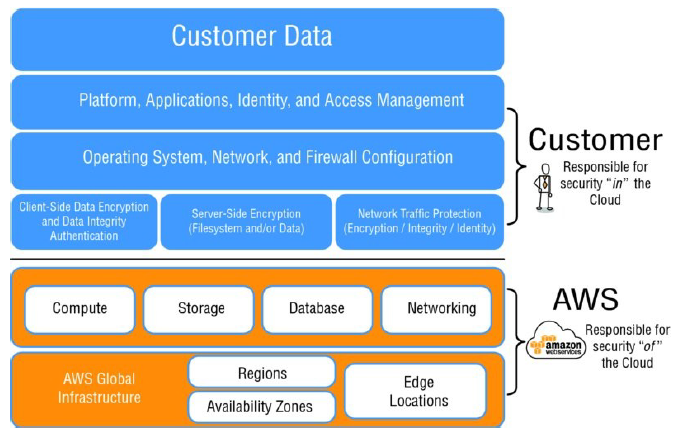 Customer Data
Platform, Applications, Identity, and Access Management
Operating System, Network, and Firewall Configuration
Client-Side Data Encryption
and Data Integrity
Authentication
Server-Side Encryption
(Filesystem and/or Data)
Network Traffic Protection
(Encryption / Integrity / Identity)
Customer
Responsible for
security "in" the
Cloud
Compute
Storage
Database
Networking
AWS Global
Infrastructure
Regions
Availability Zones
Edge
Locations
AWS
amazon
webservices
Responsible for
security "of"
the Cloud